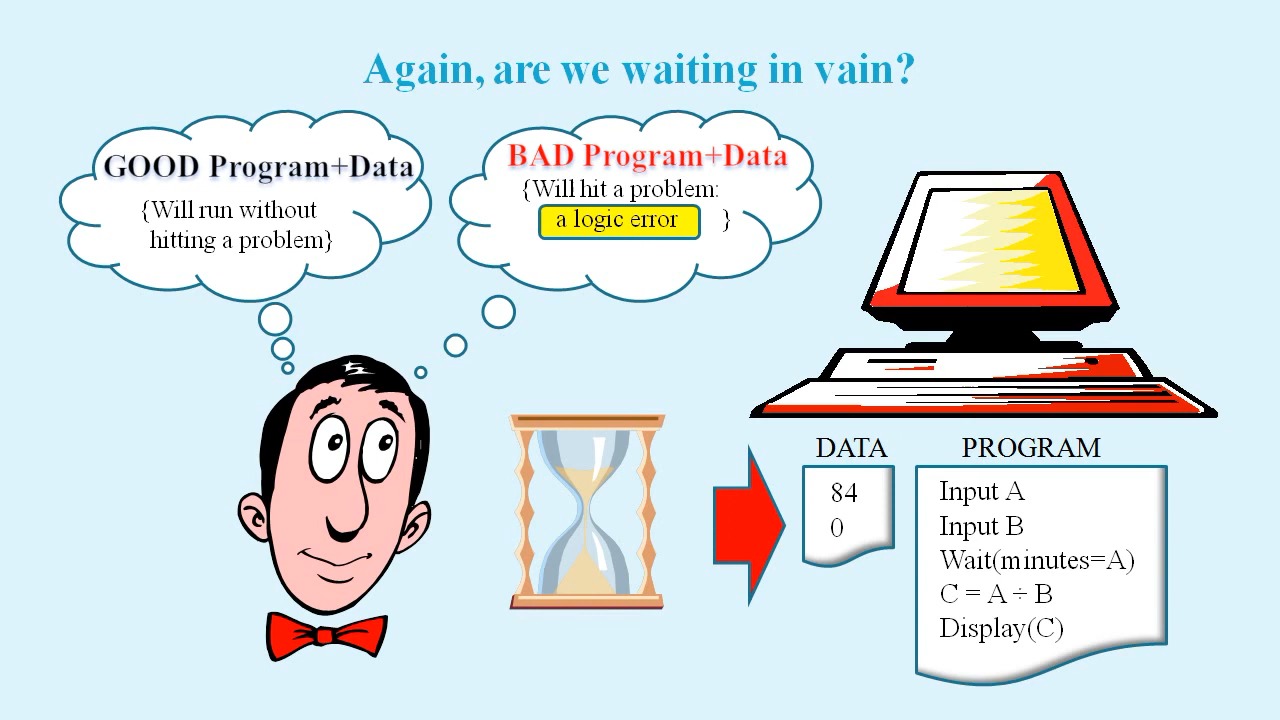 Again, are we waiting in vain?
GOOD Program+Data
{Will run without
hitting a problem}
BAD Program+Data
{Will hit a problem:
a logic error }
DATA
84
0
PROGRAM
Input A
Input B
Wait(minutes=A)
C = A ÷ B
Display(C)